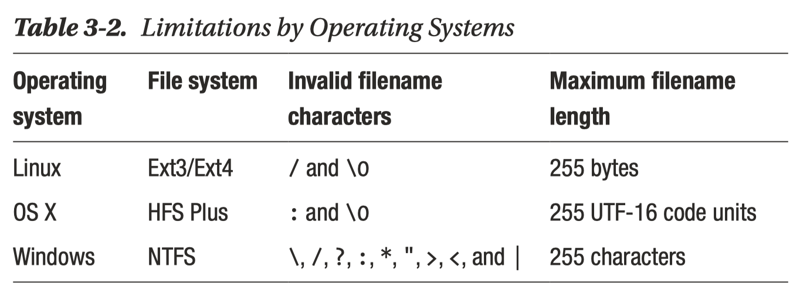 Table 3-2. Limitations by Operating Systems
Operating system | File system | Invalid filename characters | Maximum filename length
Linux | Ext3/Ext4 | / and \o | 255 bytes
OS X | HFS Plus | : and \o | 255 UTF-16 code units
Windows | NTFS | \, /, ?, :, *, ", >, <, and | | 255 characters